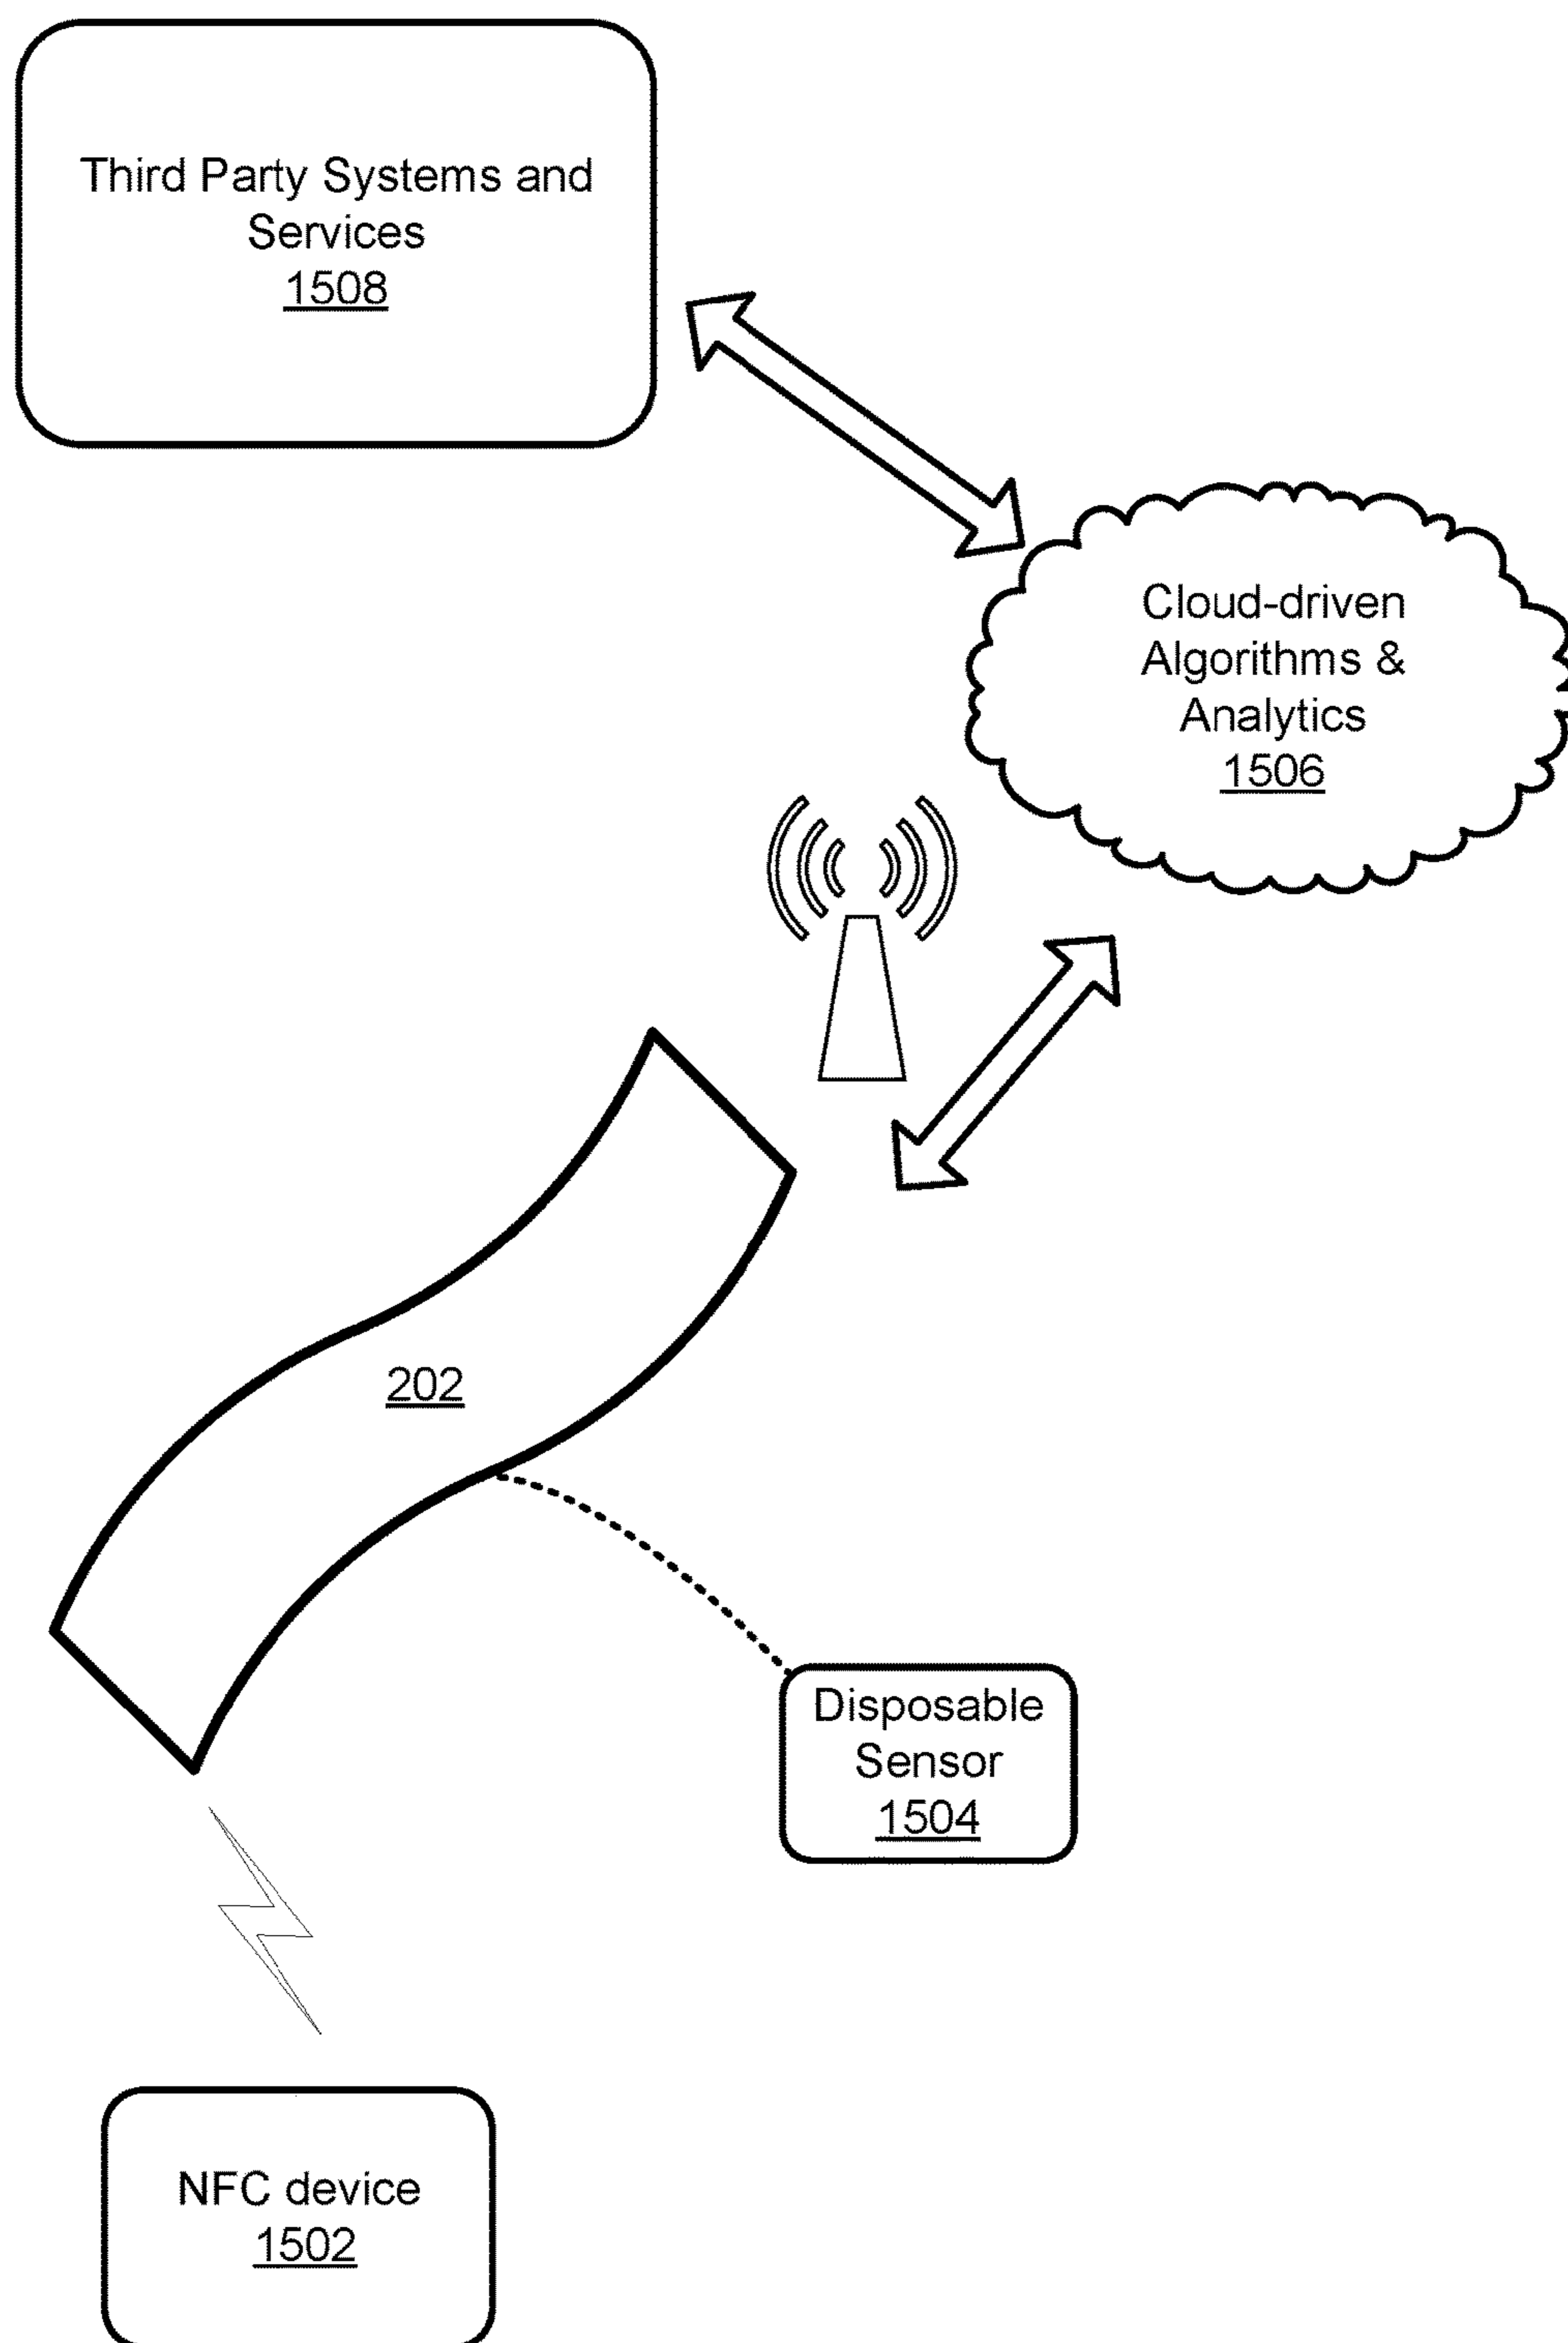 Third Party Systems and
Services
1508
Cloud-driven
Algorithms &
Analytics
1506
202
Disposable
Sensor
1504
NFC device
1502